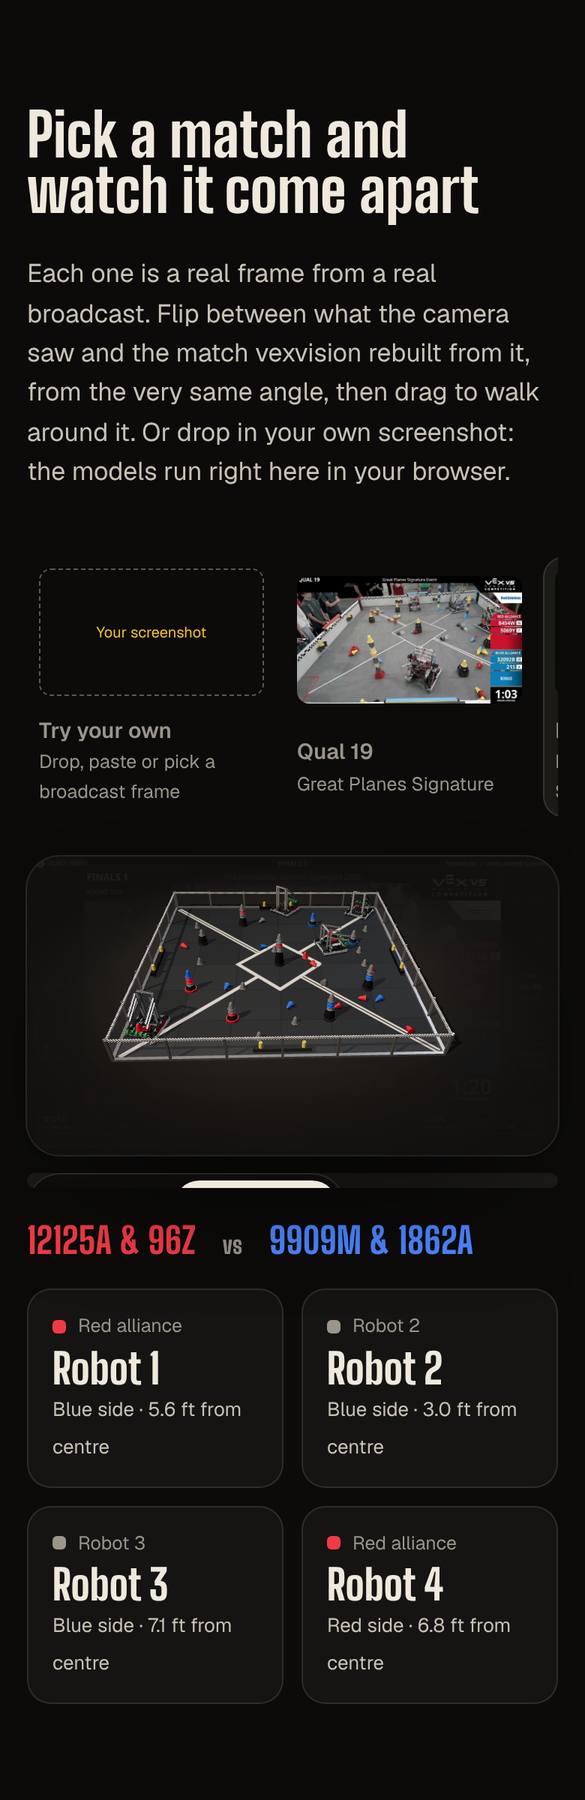 Pick a match and
watch it come apart
Each one is a real frame from a real
broadcast. Flip between what the camera
saw and the match vexvision rebuilt from it,
from the very same angle, then drag to walk
around it. Or drop in your own screenshot:
the models run right here in your browser.
Your screenshot
QUAL 19
Great Planes Signature Event
1:03
Try your own
Drop, paste or pick a
broadcast frame
Qual 19
Great Planes Signature
FINALS 1
1:20
12125A & 96Z vs 9909M & 1862A
Red alliance
Robot 1
Blue side · 5.6 ft from
centre
Robot 2
Robot 2
Blue side · 3.0 ft from
centre
Robot 3
Robot 3
Blue side · 7.1 ft from
centre
Red alliance
Robot 4
Red side · 6.8 ft from
centre